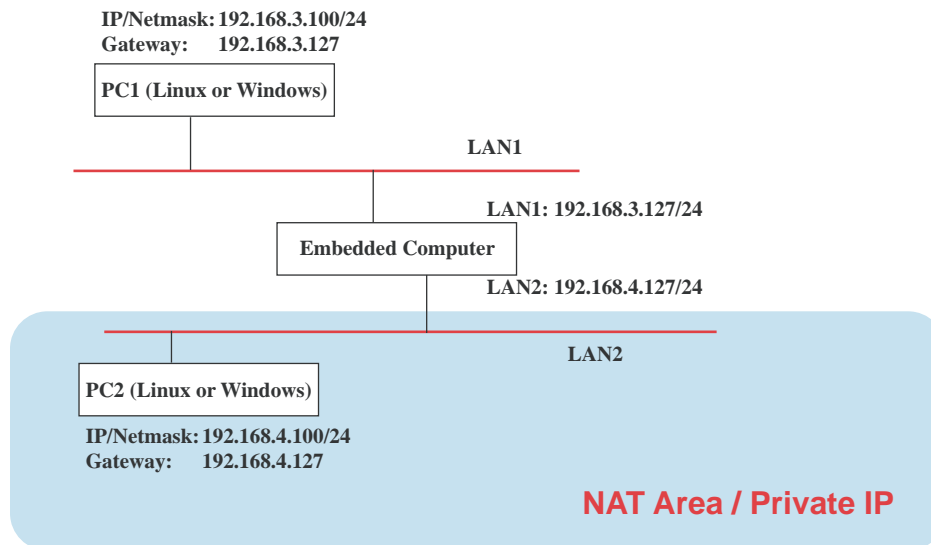 IP/Netmask: 192.168.3.100/24
Gateway: 192.168.3.127
PC1 (Linux or Windows)
LAN1
LAN1: 192.168.3.127/24
Embedded Computer
LAN2: 192.168.4.127/24
LAN2
PC2 (Linux or Windows)
IP/Netmask: 192.168.4.100/24
Gateway: 192.168.4.127
NAT Area / Private IP